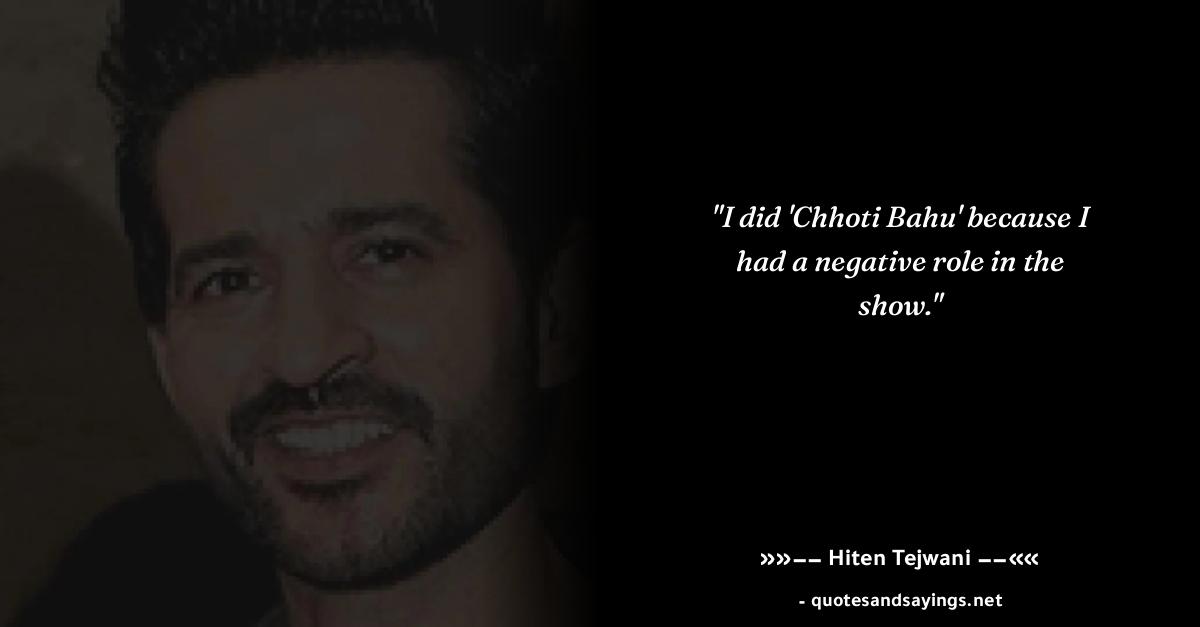 "I did 'Chhoti Bahu' because I
had a negative role in the
show."
»»–– Hiten Tejwani ––««
- quotesandsayings.net